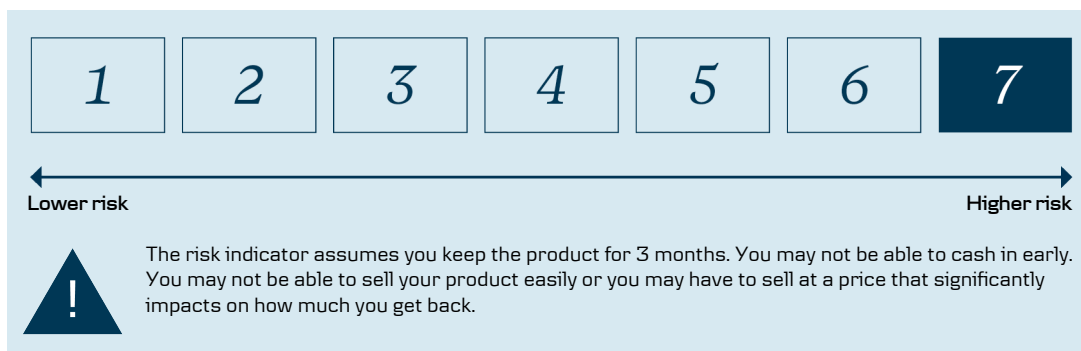 1 2 3 4 5 6 7
Lower risk Higher risk
The risk indicator assumes you keep the product for 3 months. You may not be able to cash in early.
You may not be able to sell your product easily or you may have to sell at a price that significantly
impacts on how much you get back.
!